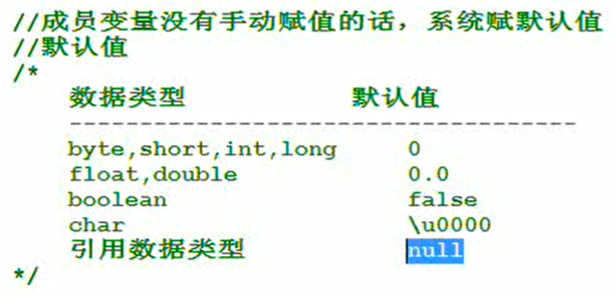 //成员变量没有手动赋值的话，系统赋默认值
//默认值
/*
数据类型 默认值
-------------------------------------
byte,short,int,long 0
float,double 0.0
boolean false
char \u0000
引用数据类型 null
*/